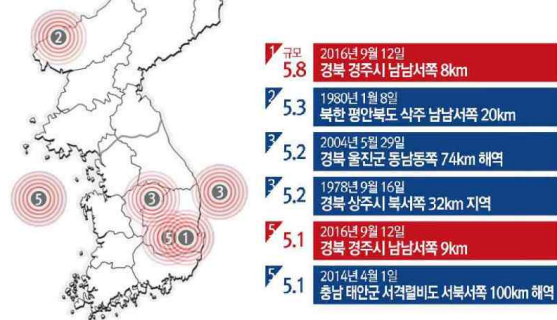 2
5
3
3
5
1
1 규모
5.8
2016년 9월 12일
경북 경주시 남남서쪽 8km
2
5.3
1980년 1월 8일
북한 평안북도 삭주 남남서쪽 20km
3
5.2
2004년 5월 29일
경북 울진군 동남동쪽 74km 해역
3
5.2
1978년 9월 16일
경북 상주시 북서쪽 32km 지역
5
5.1
2016년 9월 12일
경북 경주시 남남서쪽 9km
5
5.1
2014년 4월 1일
충남 태안군 서격렬비도 서북서쪽 100km 해역